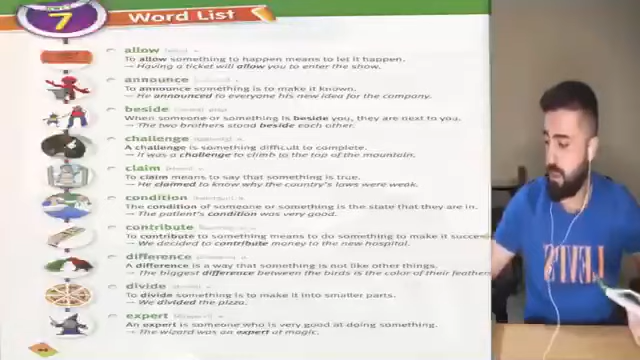 7 Word List
allow
To allow something to happen means to let it happen.
→ Having a ticket will allow you to enter the show.
announce
To announce something is to make it known.
→ He announced to everyone his new idea for the company.
beside
When someone or something is beside you, they are next to you.
→ The two brothers stood beside each other.
challenge
A challenge is something difficult to complete.
→ It was a challenge to climb to the top of the mountain.
claim
To claim means to say that something is true.
→ He claimed to know why the country's laws were weak.
condition
The condition of someone or something is the state that they are in.
→ The patient's condition was very good.
contribute
To contribute to something means to do something to make it
→ We decided to contribute money to the new hospital.
difference
A difference is a way that something is not like other things.
→ The biggest difference between the birds is the color of their feathers
divide
To divide something is to make it into smaller parts.
→ We divided the pizza.
expert
An expert is someone who is very good at doing something.
→ The wizard was an expert at magic.
LEVI'S